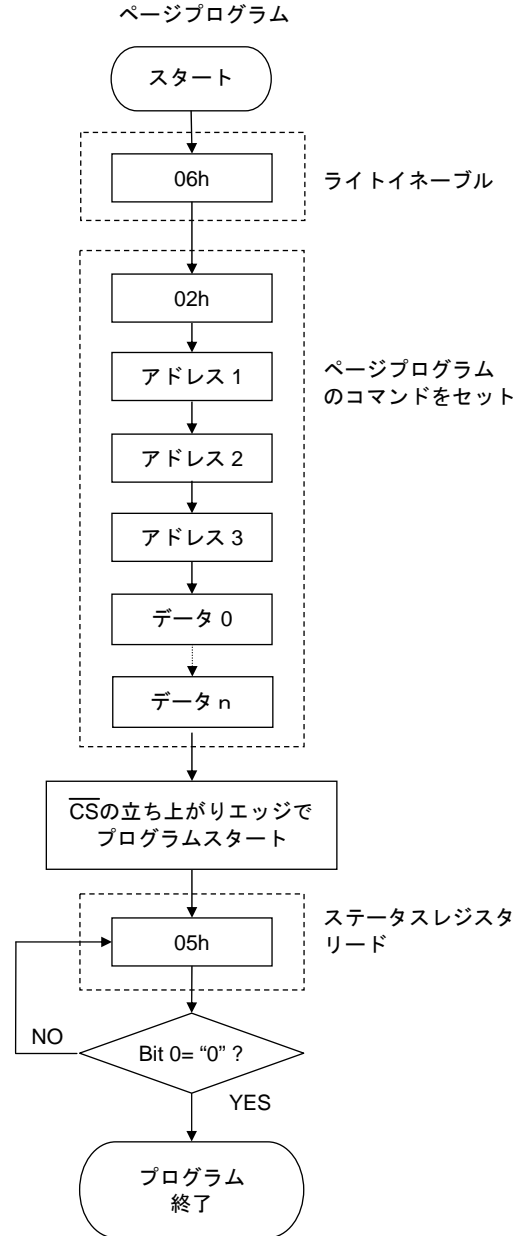 ページプログラム
スタート
06h
ライトイネーブル
02h
アドレス 1
ページプログラム
のコマンドをセット
アドレス 2
アドレス 3
データ 0
データ n
CSの立ち上がりエッジで
プログラムスタート
ステータスレジスタ
リード
05h
NO
Bit 0= “0” ?
YES
プログラム
終了